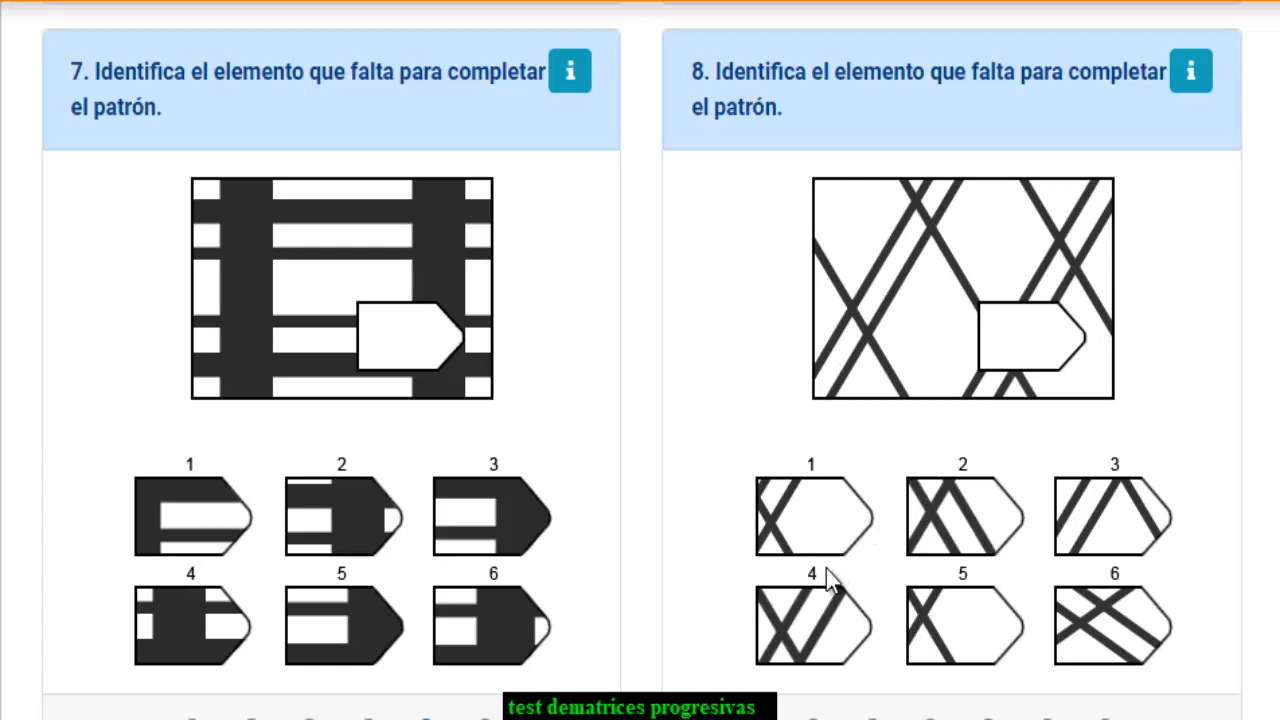 7. Identifica el elemento que falta para completar
el patrón.
i
8. Identifica el elemento que falta para completar
el patrón.
i
1 2 3
4 5 6
1 2 3
4 5 6
test dematrices progresivas